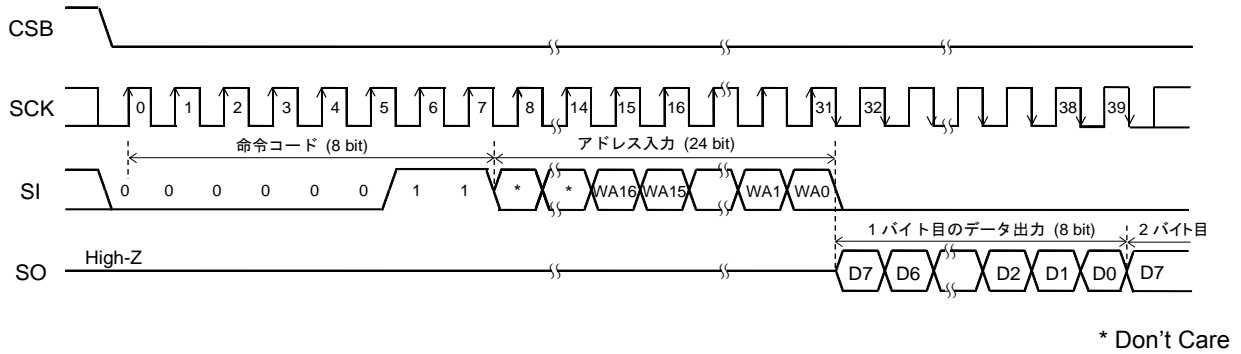 CSB
SCK 0 1 2 3 4 5 6 7 8 14 15 16 31 32 38 39
命令コード (8 bit) アドレス入力 (24 bit)
SI 0 0 0 0 0 0 1 1 * * WA16 WA15 WA1 WA0
1 バイト目のデータ出力 (8 bit) 2 バイト目
High-Z
SO D7 D6 D2 D1 D0 D7
* Don't Care